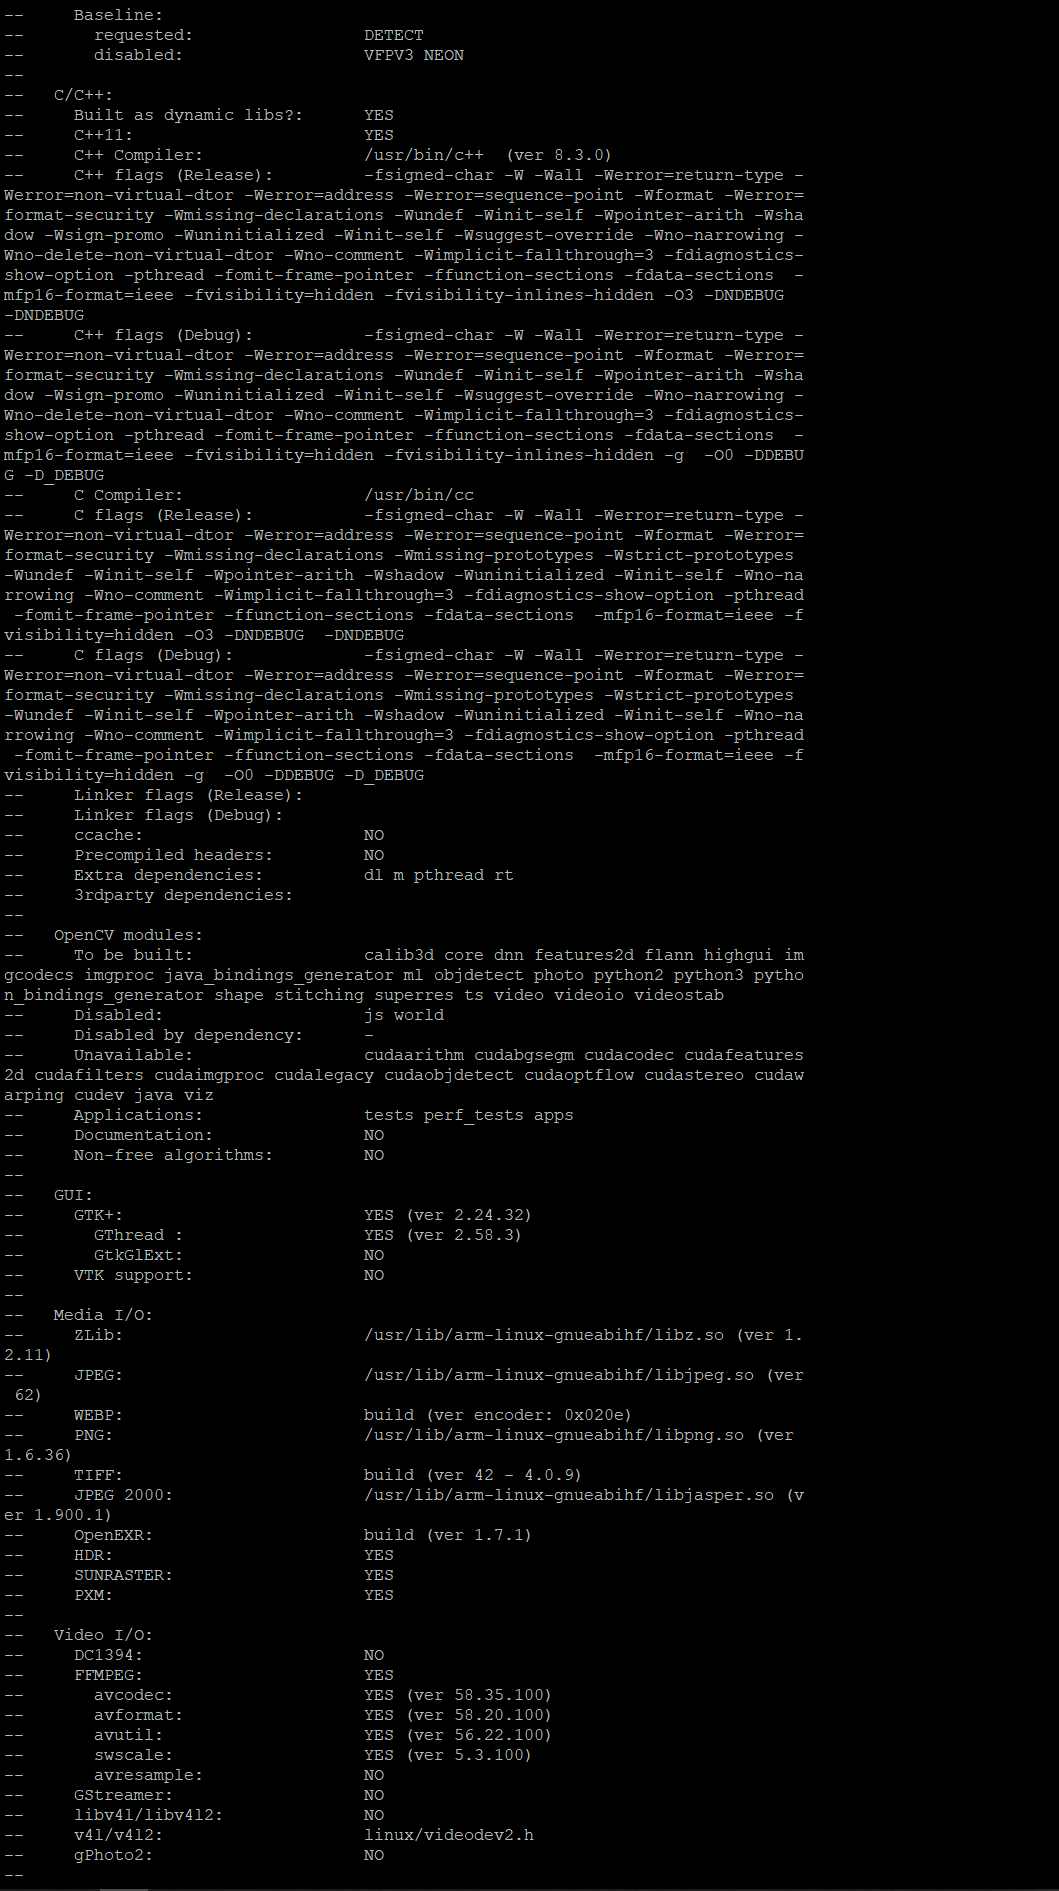 --     Baseline:
--       requested:                 DETECT
--       disabled:                  VFPV3 NEON
--
--   C/C++:
--     Built as dynamic libs?:      YES
--     C++11:                       YES
--     C++ Compiler:                /usr/bin/c++  (ver 8.3.0)
--     C++ flags (Release):         -fsigned-char -W -Wall -Werror=return-type -
Werror=non-virtual-dtor -Werror=address -Werror=sequence-point -Wformat -Werror=
format-security -Wmissing-declarations -Wundef -Winit-self -Wpointer-arith -Wsha
dow -Wsign-promo -Wuninitialized -Winit-self -Wsuggest-override -Wno-narrowing -
Wno-delete-non-virtual-dtor -Wno-comment -Wimplicit-fallthrough=3 -fdiagnostics-
show-option -pthread -fomit-frame-pointer -ffunction-sections -fdata-sections  -
mfp16-format=ieee -fvisibility=hidden -fvisibility-inlines-hidden -O3 -DNDEBUG
-DNDEBUG
--     C++ flags (Debug):           -fsigned-char -W -Wall -Werror=return-type -
Werror=non-virtual-dtor -Werror=address -Werror=sequence-point -Wformat -Werror=
format-security -Wmissing-declarations -Wundef -Winit-self -Wpointer-arith -Wsha
dow -Wsign-promo -Wuninitialized -Winit-self -Wsuggest-override -Wno-narrowing -
Wno-delete-non-virtual-dtor -Wno-comment -Wimplicit-fallthrough=3 -fdiagnostics-
show-option -pthread -fomit-frame-pointer -ffunction-sections -fdata-sections  -
mfp16-format=ieee -fvisibility=hidden -fvisibility-inlines-hidden -g  -O0 -DDEBU
G -D_DEBUG
--     C Compiler:                  /usr/bin/cc
--     C flags (Release):           -fsigned-char -W -Wall -Werror=return-type -
Werror=non-virtual-dtor -Werror=address -Werror=sequence-point -Wformat -Werror=
format-security -Wmissing-declarations -Wmissing-prototypes -Wstrict-prototypes
-Wundef -Winit-self -Wpointer-arith -Wshadow -Wuninitialized -Winit-self -Wno-na
rrowing -Wno-comment -Wimplicit-fallthrough=3 -fdiagnostics-show-option -pthread
 -fomit-frame-pointer -ffunction-sections -fdata-sections  -mfp16-format=ieee -f
visibility=hidden -O3 -DNDEBUG  -DNDEBUG
--     C flags (Debug):             -fsigned-char -W -Wall -Werror=return-type -
Werror=non-virtual-dtor -Werror=address -Werror=sequence-point -Wformat -Werror=
format-security -Wmissing-declarations -Wmissing-prototypes -Wstrict-prototypes
-Wundef -Winit-self -Wpointer-arith -Wshadow -Wuninitialized -Winit-self -Wno-na
rrowing -Wno-comment -Wimplicit-fallthrough=3 -fdiagnostics-show-option -pthread
 -fomit-frame-pointer -ffunction-sections -fdata-sections  -mfp16-format=ieee -f
visibility=hidden -g  -O0 -DDEBUG -D_DEBUG
--     Linker flags (Release):
--     Linker flags (Debug):
--     ccache:                      NO
--     Precompiled headers:         NO
--     Extra dependencies:          dl m pthread rt
--     3rdparty dependencies:
--
--   OpenCV modules:
--     To be built:                 calib3d core dnn features2d flann highgui im
gcodecs imgproc java_bindings_generator ml objdetect photo python2 python3 pytho
n_bindings_generator shape stitching superres ts video videoio videostab
--     Disabled:                    js world
--     Disabled by dependency:      -
--     Unavailable:                 cudaarithm cudabgsegm cudacodec cudafeatures
2d cudafilters cudaimgproc cudalegacy cudaobjdetect cudaoptflow cudastereo cudaw
arping cudev java viz
--     Applications:                tests perf_tests apps
--     Documentation:               NO
--     Non-free algorithms:         NO
--
--   GUI:
--     GTK+:                        YES (ver 2.24.32)
--       GThread :                  YES (ver 2.58.3)
--       GtkGlExt:                  NO
--     VTK support:                 NO
--
--   Media I/O:
--     ZLib:                        /usr/lib/arm-linux-gnueabihf/libz.so (ver 1.
2.11)
--     JPEG:                        /usr/lib/arm-linux-gnueabihf/libjpeg.so (ver
 62)
--     WEBP:                        build (ver encoder: 0x020e)
--     PNG:                         /usr/lib/arm-linux-gnueabihf/libpng.so (ver
1.6.36)
--     TIFF:                        build (ver 42 - 4.0.9)
--     JPEG 2000:                   /usr/lib/arm-linux-gnueabihf/libjasper.so (v
er 1.900.1)
--     OpenEXR:                     build (ver 1.7.1)
--     HDR:                         YES
--     SUNRASTER:                   YES
--     PXM:                         YES
--
--   Video I/O:
--     DC1394:                      NO
--     FFMPEG:                      YES
--       avcodec:                   YES (ver 58.35.100)
--       avformat:                  YES (ver 58.20.100)
--       avutil:                    YES (ver 56.22.100)
--       swscale:                   YES (ver 5.3.100)
--       avresample:                NO
--     GStreamer:                   NO
--     libv4l/libv4l2:              NO
--     v4l/v4l2:                    linux/videodev2.h
--     gPhoto2:                     NO
--